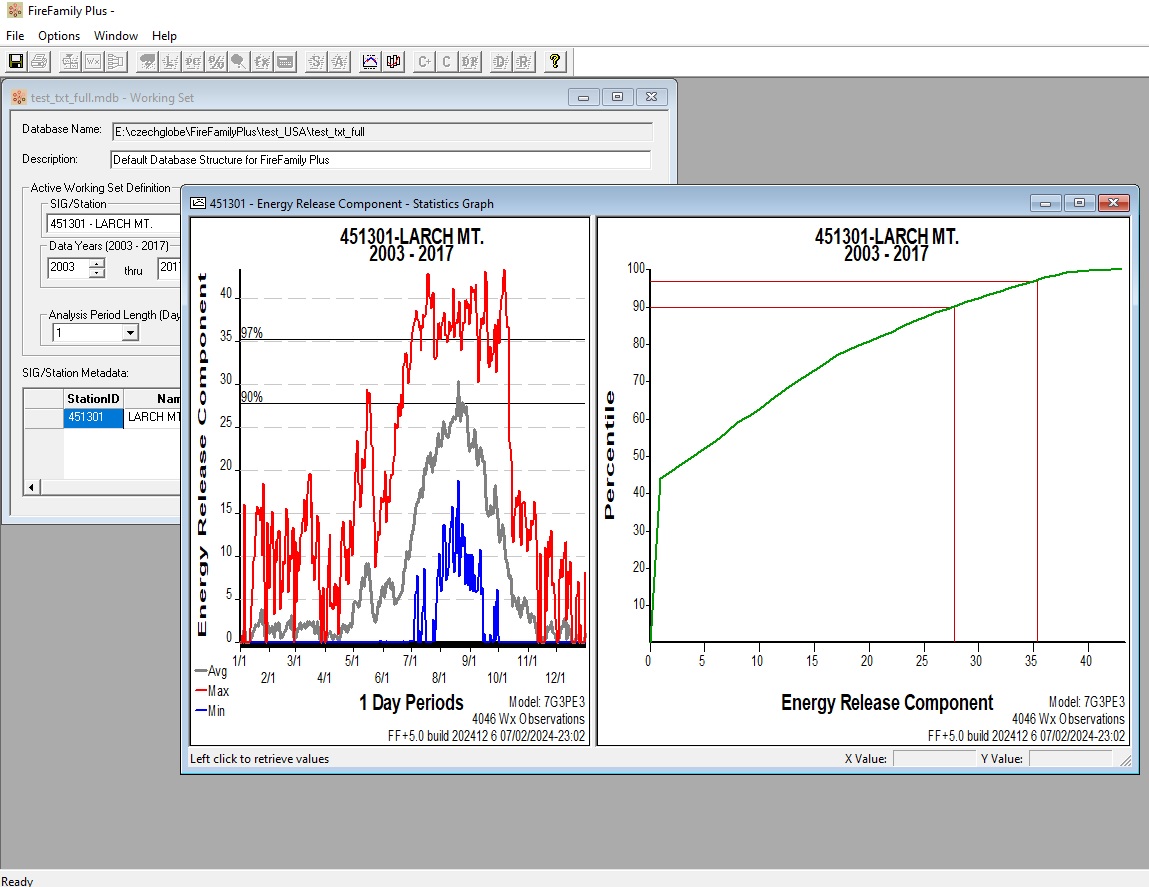 FireFamily Plus -
File Options Window Help
test_txt_full.mdb - Working Set
Database Name: E:\czechglobe\FireFamilyPlus\test_USA\test_txt_full
Description: Default Database Structure for FireFamily Plus
Active Working Set Definition
SIG/Station
451301 - LARCH MT.
Data Years (2003 - 2017)
2003 thru 201
Analysis Period Length (Day
1
SIG/Station Metadata:
StationID Nam
451301 LARCH MT
451301 - Energy Release Component - Statistics Graph
451301-LARCH MT.
2003 - 2017
Energy Release Component
40
97%
35
30
90%
25
20
15
10
5
0
1/1 3/1 5/1 7/1 9/1 11/1
2/1 4/1 6/1 8/1 10/1 12/1
Avg
Max
Min
1 Day Periods
Model: 7G3PE3
4046 Wx Observations
FF+5.0 build 202412 6 07/02/2024-23:02
451301-LARCH MT.
2003 - 2017
Percentile
100
90
80
70
60
50
40
30
20
10
0 5 10 15 20 25 30 35 40
Energy Release Component
Model: 7G3PE3
4046 Wx Observations
FF+5.0 build 202412 6 07/02/2024-23:02
Left click to retrieve values X Value: Y Value:
Ready